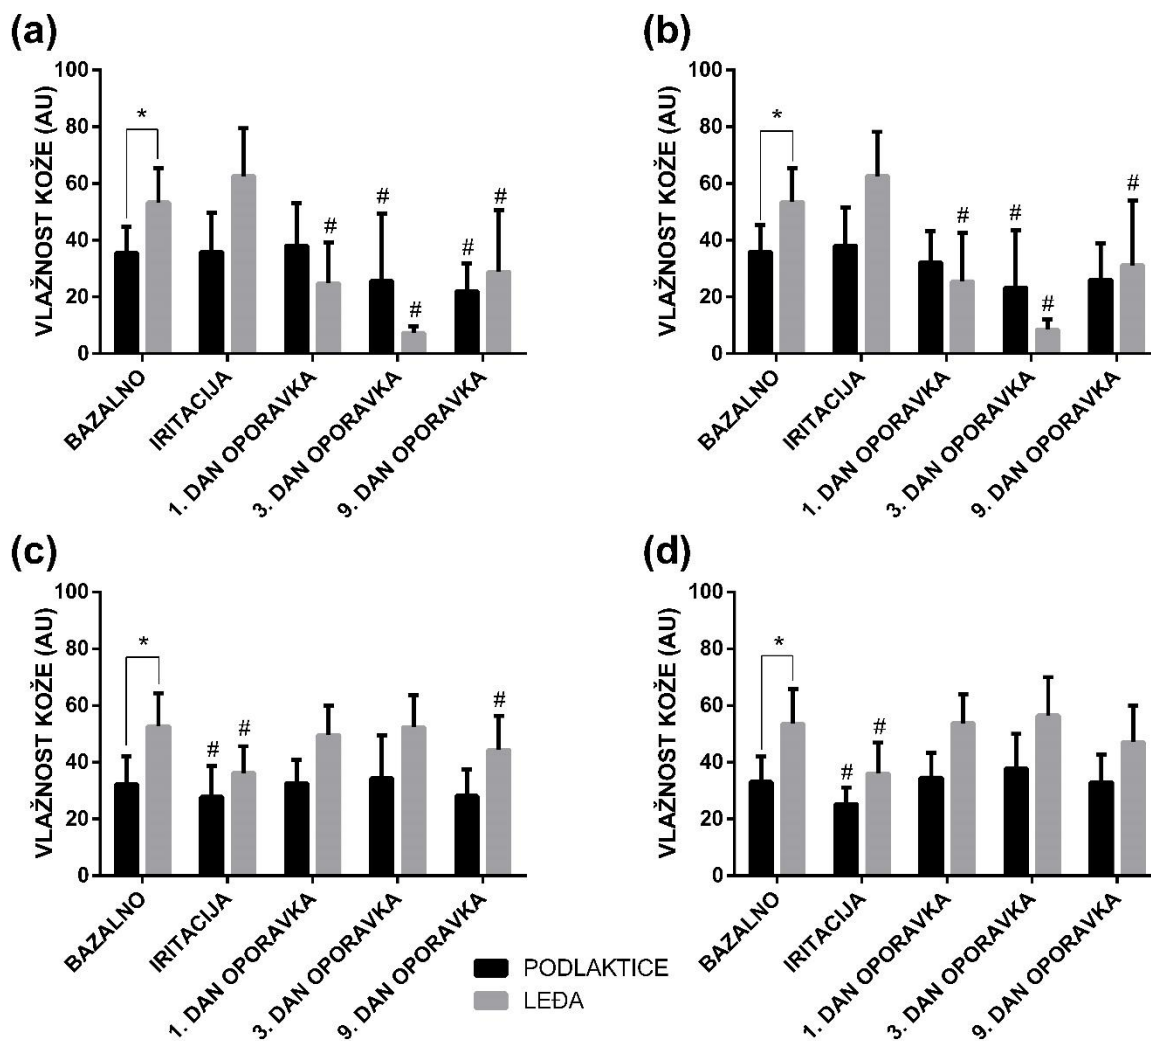 (a)
VLAŽNOST KOŽE (AU)
100
80
60
40
20
0
*
#
#
#
#
#
BAZALNO
IRITACIJA
1. DAN OPORAVKA
3. DAN OPORAVKA
9. DAN OPORAVKA
(b)
VLAŽNOST KOŽE (AU)
100
80
60
40
20
0
*
#
#
#
#
BAZALNO
IRITACIJA
1. DAN OPORAVKA
3. DAN OPORAVKA
9. DAN OPORAVKA
(c)
VLAŽNOST KOŽE (AU)
100
80
60
40
20
0
*
#
#
#
BAZALNO
IRITACIJA
1. DAN OPORAVKA
3. DAN OPORAVKA
9. DAN OPORAVKA
(d)
VLAŽNOST KOŽE (AU)
100
80
60
40
20
0
*
#
#
BAZALNO
IRITACIJA
1. DAN OPORAVKA
3. DAN OPORAVKA
9. DAN OPORAVKA
PODLAKTICE
LEĐA